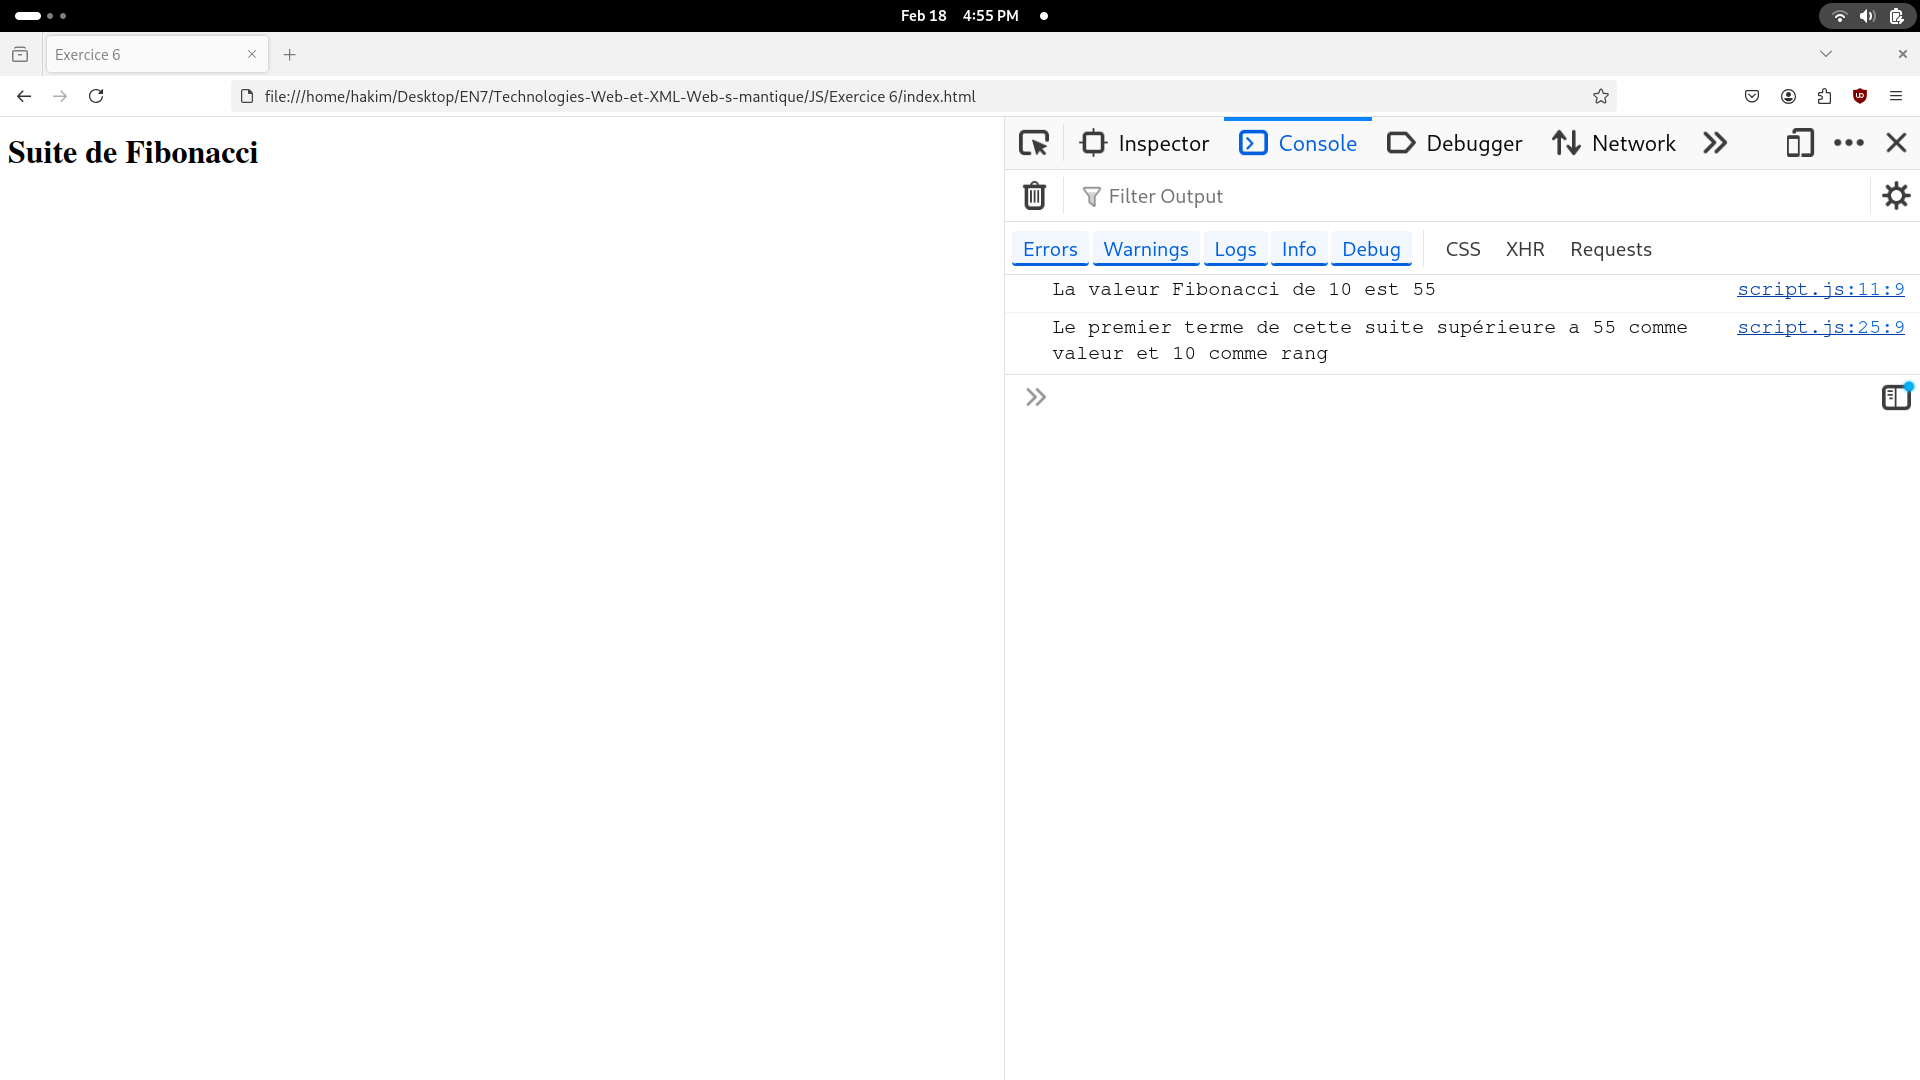 Feb 18 4:55 PM
Exercice 6
file:///home/hakim/Desktop/EN7/Technologies-Web-et-XML-Web-s-mantique/JS/Exercice 6/index.html
Suite de Fibonacci
Inspector Console Debugger Network
Filter Output
Errors Warnings Logs Info Debug CSS XHR Requests
La valeur Fibonacci de 10 est 55 script.js:11:9
Le premier terme de cette suite supérieure a 55 comme script.js:25:9
valeur et 10 comme rang